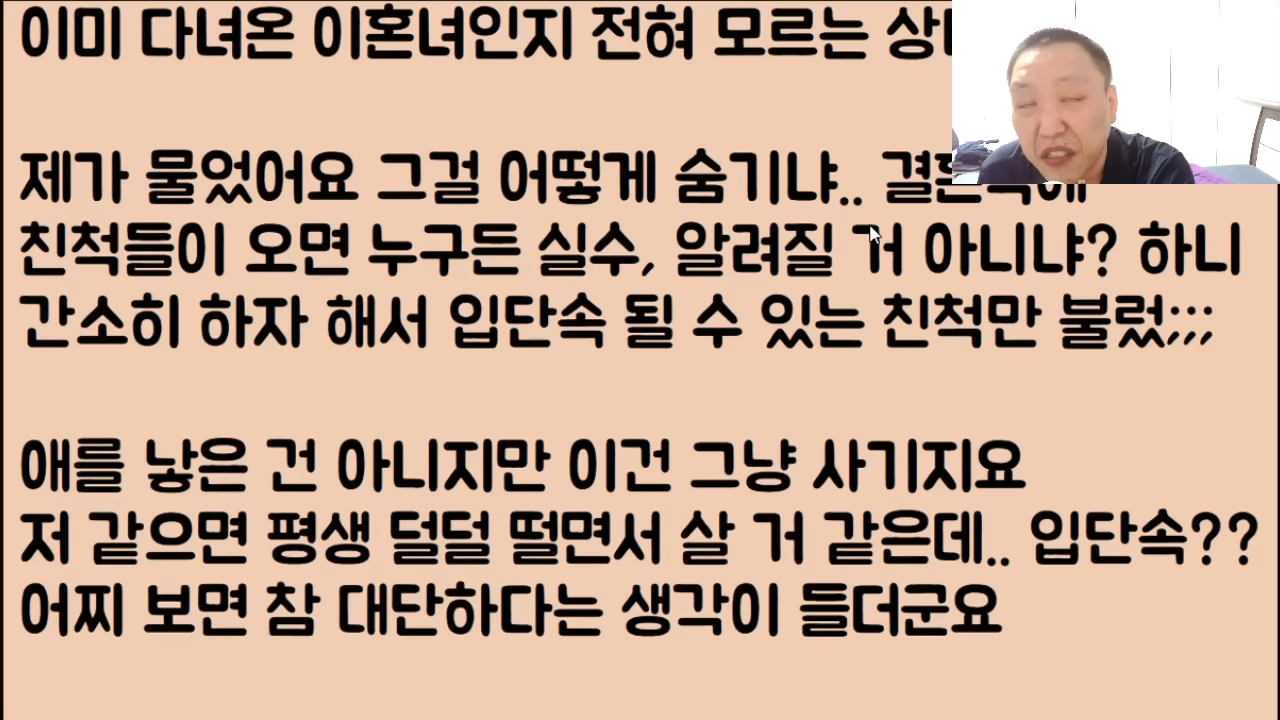 이미 다녀온 이혼녀인지 전혀 모르는
제가 물었어요 그걸 어떻게 숨기냐..
친척들이 오면 누구든 실수, 알려질 거 아니냐? 하니
간소히 하자 해서 입단속 될 수 있는 친척만 불렀;;;
애를 낳은 건 아니지만 이건 그냥 사기지요
저 같으면 평생 덜덜 떨면서 살 거 같은데.. 입단속??
어찌 보면 참 대단하다는 생각이 들더군요